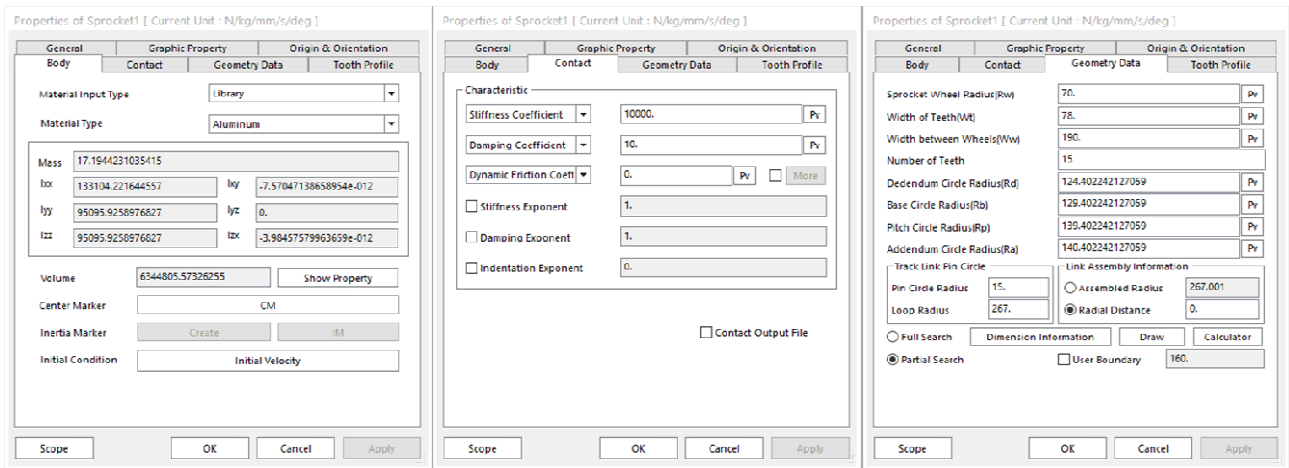 Properties of Sprocket1 [ Current Unit : N/kg/mm/s/deg ]
General Graphic Property Origin & Orientation
Body Contact Geometry Data Tooth Profile
Material Input Type Library
Material Type Aluminum
Mass 17.1944231035415
Ixx 133104.221644557 Ixy -7.57047138658954e-012
Iyy 95095.9258976827 Iyz 0.
Izz 95095.9258976827 Izx -3.98457579963659e-012
Volume 6344805.57326255 Show Property
Center Marker CM
Inertia Marker Create IM
Initial Condition Initial Velocity
Scope OK Cancel Apply
Properties of Sprocket1 [ Current Unit : N/kg/mm/s/deg ]
General Graphic Property Origin & Orientation
Body Contact Geometry Data Tooth Profile
Characteristic
Stiffness Coefficient 10000. Pv
Damping Coefficient 10. Pv
Dynamic Friction Coeff 0. Pv More
Stiffness Exponent 1.
Damping Exponent 1.
Indentation Exponent 0.
Contact Output File
Scope OK Cancel Apply
Properties of Sprocket1 [ Current Unit : N/kg/mm/s/deg ]
General Graphic Property Origin & Orientation
Body Contact Geometry Data Tooth Profile
Sprocket Wheel Radius(Rw) 70. Pv
Width of Teeth(Wt) 78. Pv
Width between Wheels(Ww) 190. Pv
Number of Teeth 15
Dedendum Circle Radius(Rd) 124.402242127059 Pv
Base Circle Radius(Rb) 129.402242127059 Pv
Pitch Circle Radius(Rp) 139.402242127059 Pv
Addendum Circle Radius(Ra) 140.402242127059 Pv
Track Link Pin Circle Link Assembly Information
Pin Circle Radius 15. Assembled Radius 267.001
Loop Radius 267. Radial Distance 0.
Full Search Dimension Information Draw Calculator
Partial Search User Boundary 160.
Scope OK Cancel Apply